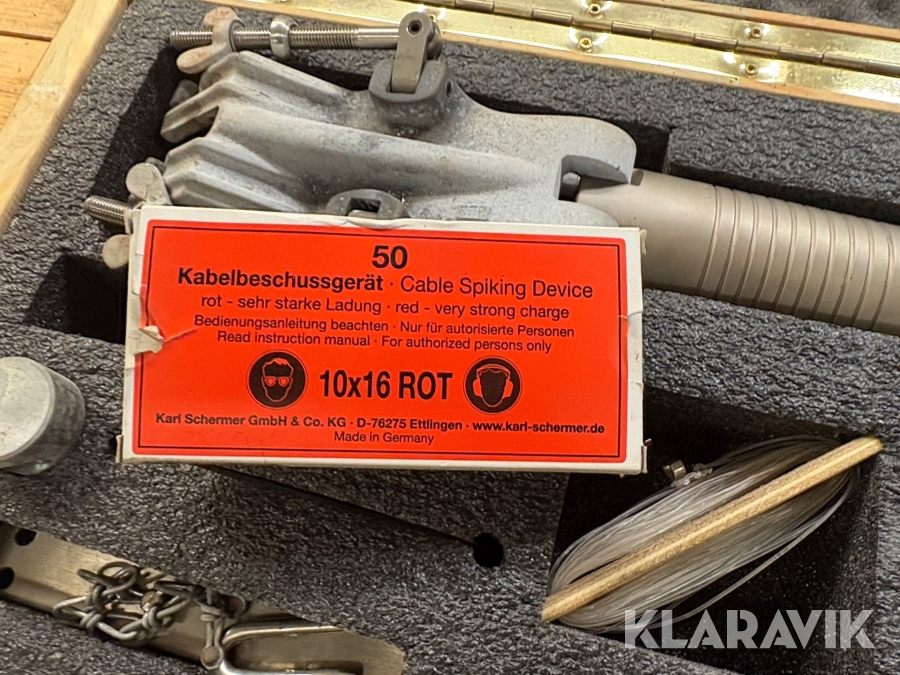 50
Kabelbeschussgerät · Cable Spiking Device
rot - sehr starke Ladung · red - very strong charge
Bedienungsanleitung beachten · Nur für autorisierte Personen
Read instruction manual · For authorized persons only
10x16 ROT
Karl Schermer GmbH & Co. KG · D-76275 Ettlingen · www.karl-schermer.de
Made in Germany
KLARAVIK